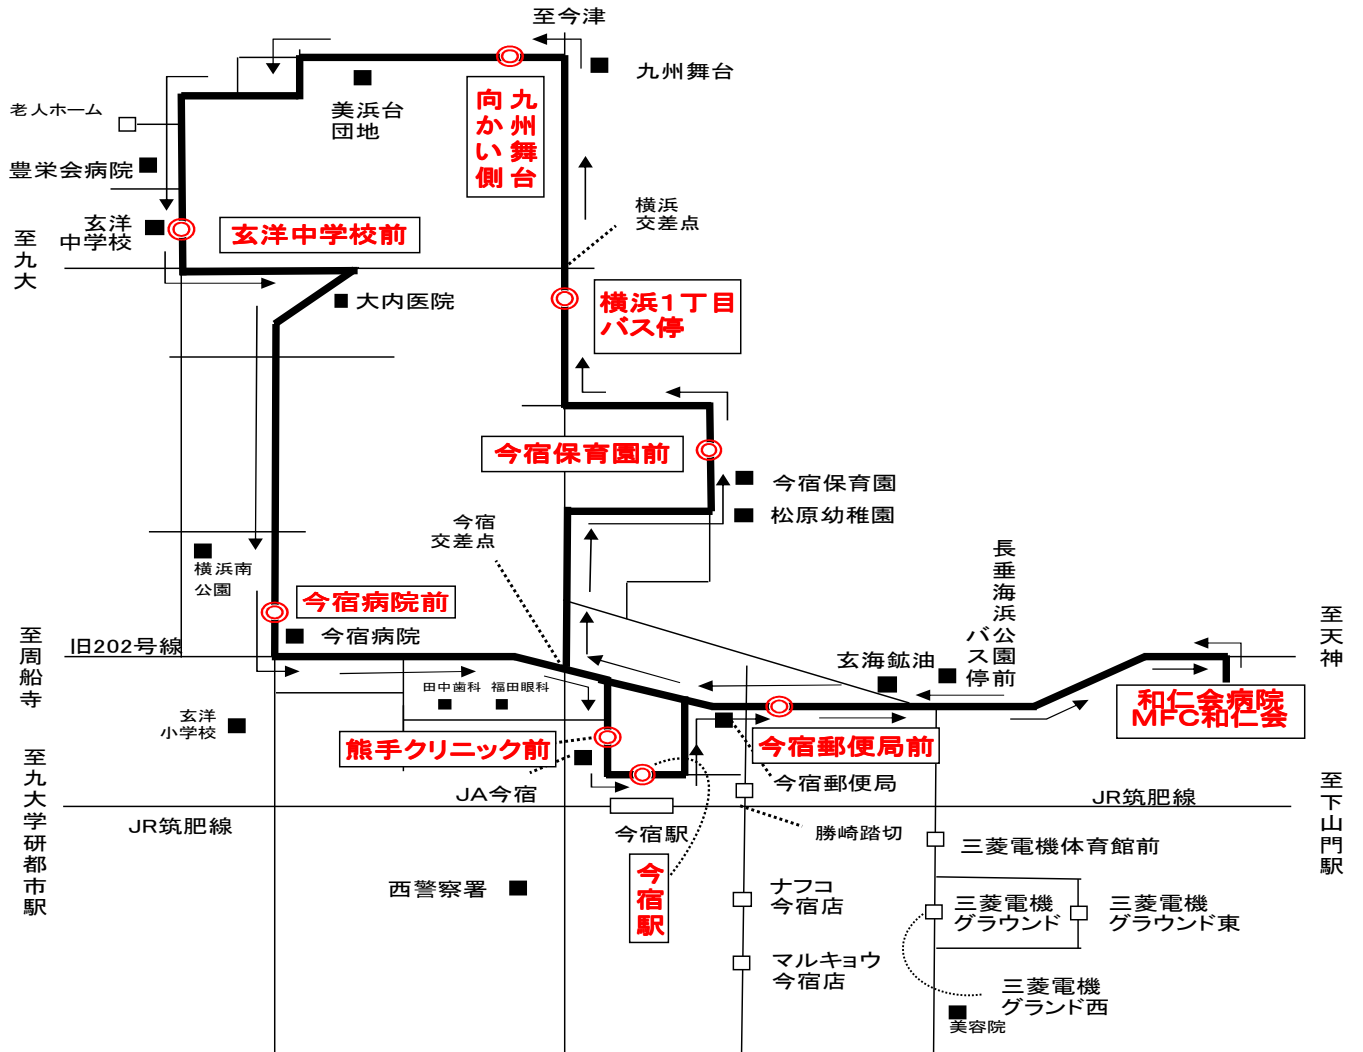 至今津
九州舞台
老人ホーム
美浜台
団地
九州舞台
向かい側
豊栄会病院
玄洋
中学校
玄洋中学校前
横浜
交差点
至九大
大内医院
横浜1丁目
バス停
今宿保育園前
今宿保育園
松原幼稚園
今宿
交差点
長垂海浜公園前
バス停
横浜南
公園
今宿病院前
今宿病院
至周船寺
旧202号線
至天神
玄海鉱油
田中歯科
福田眼科
和仁会病院
MFC和仁会
玄洋
小学校
熊手クリニック前
今宿郵便局前
至九大学研都市駅
JA今宿
今宿郵便局
JR筑肥線
至下山門駅
JR筑肥線
今宿駅
勝崎踏切
三菱電機体育館前
今宿駅
西警察署
ナフコ
今宿店
三菱電機
グラウンド
三菱電機
グラウンド東
マルキョウ
今宿店
三菱電機
グランド西
美容院